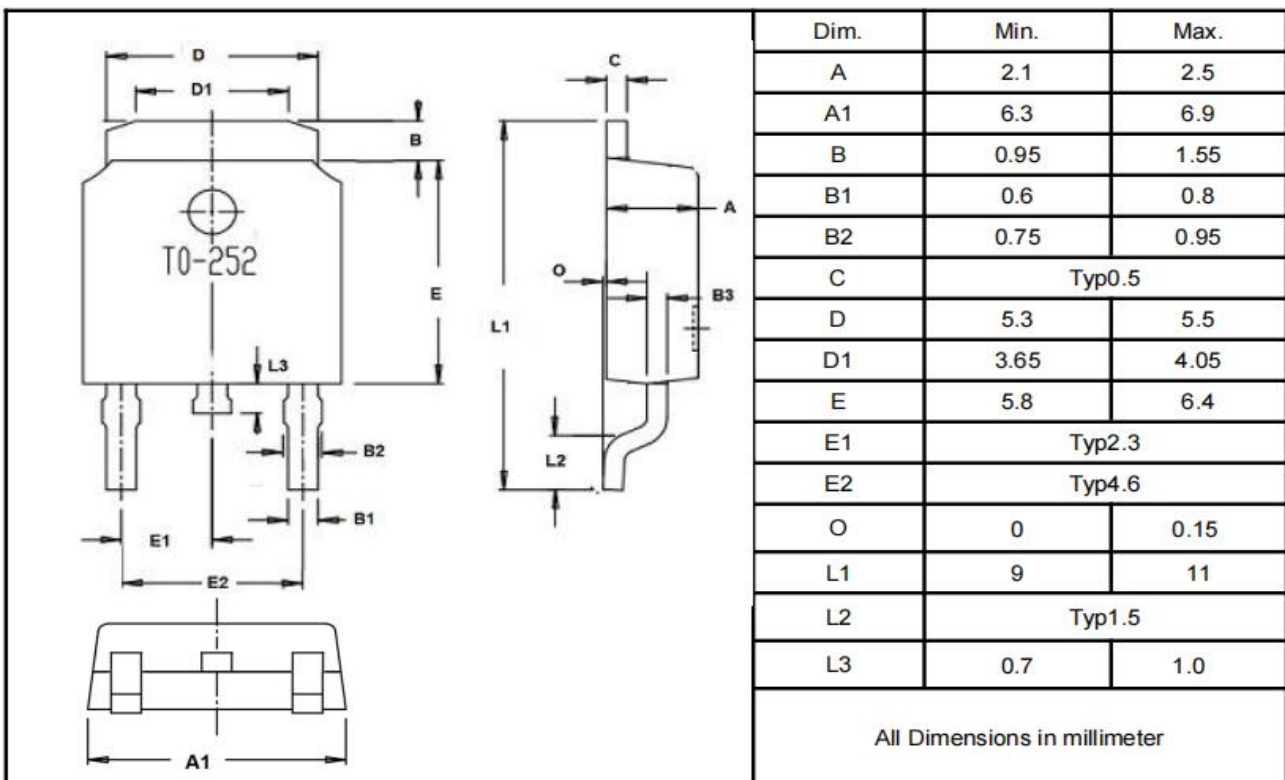 D
D1
C
B
A
TO-252
O
B3
E
L1
L3
B2
L2
B1
E1
E2
A1
Dim. Min. Max.
A 2.1 2.5
A1 6.3 6.9
B 0.95 1.55
B1 0.6 0.8
B2 0.75 0.95
C Typ0.5
D 5.3 5.5
D1 3.65 4.05
E 5.8 6.4
E1 Typ2.3
E2 Typ4.6
O 0 0.15
L1 9 11
L2 Typ1.5
L3 0.7 1.0
All Dimensions in millimeter